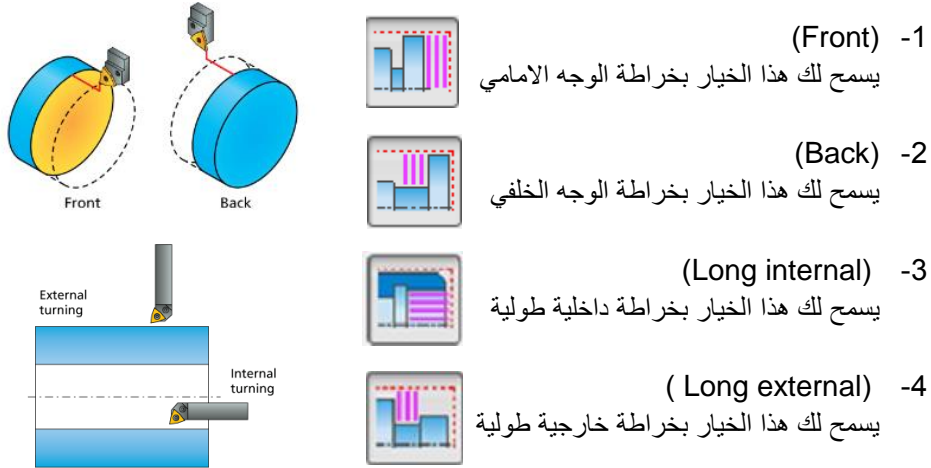 -1 (Front)
يسمح لك هذا الخيار بخراطة الوجه الامامي
-2 (Back)
يسمح لك هذا الخيار بخراطة الوجه الخلفي
-3 (Long internal)
يسمح لك هذا الخيار بخراطة داخلية طولية
-4 ( Long external)
يسمح لك هذا الخيار بخراطة خارجية طولية
Front
Back
External
turning
Internal
turning